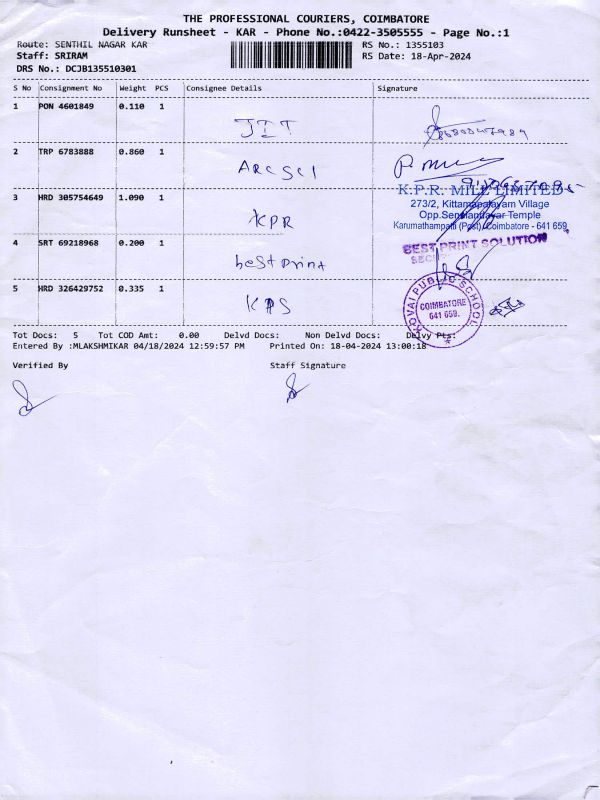 THE PROFESSIONAL COURIERS, COIMBATORE
Delivery Runsheet - KAR - Phone No.:0422-3505555 - Page No.:1
Route: SENTHIL NAGAR KAR
RS No.: 1355103
Staff: SRIRAM
RS Date: 18-Apr-2024
DRS No.: DCJB135510301
S No Consignment No Weight PCS Consignee Details Signature
1 PON 4601849 0.110 1
JIT
2 TRP 6783888 0.860 1
3 HRD 305754649 1.090 1
KPR
K.P.R. MILL LIMITED
273/2, Kittampalayam Village
Opp.Senniandavar Temple
Karumathampatti (Post) Coimbatore - 641 659.
4 SRT 69218968 0.200 1
best print
BEST PRINT SOLUTION
5 HRD 326429752 0.335 1
KPS
KOVAI PUBLIC SCHOOL
COIMBATORE
641 659.
Tot Docs: 5 Tot COD Amt: 0.00 Delvd Docs: Non Delvd Docs: Delvy Pts:
Entered By :MLAKSHMIKAR 04/18/2024 12:59:57 PM Printed On: 18-04-2024 13:00:18
Verified By Staff Signature